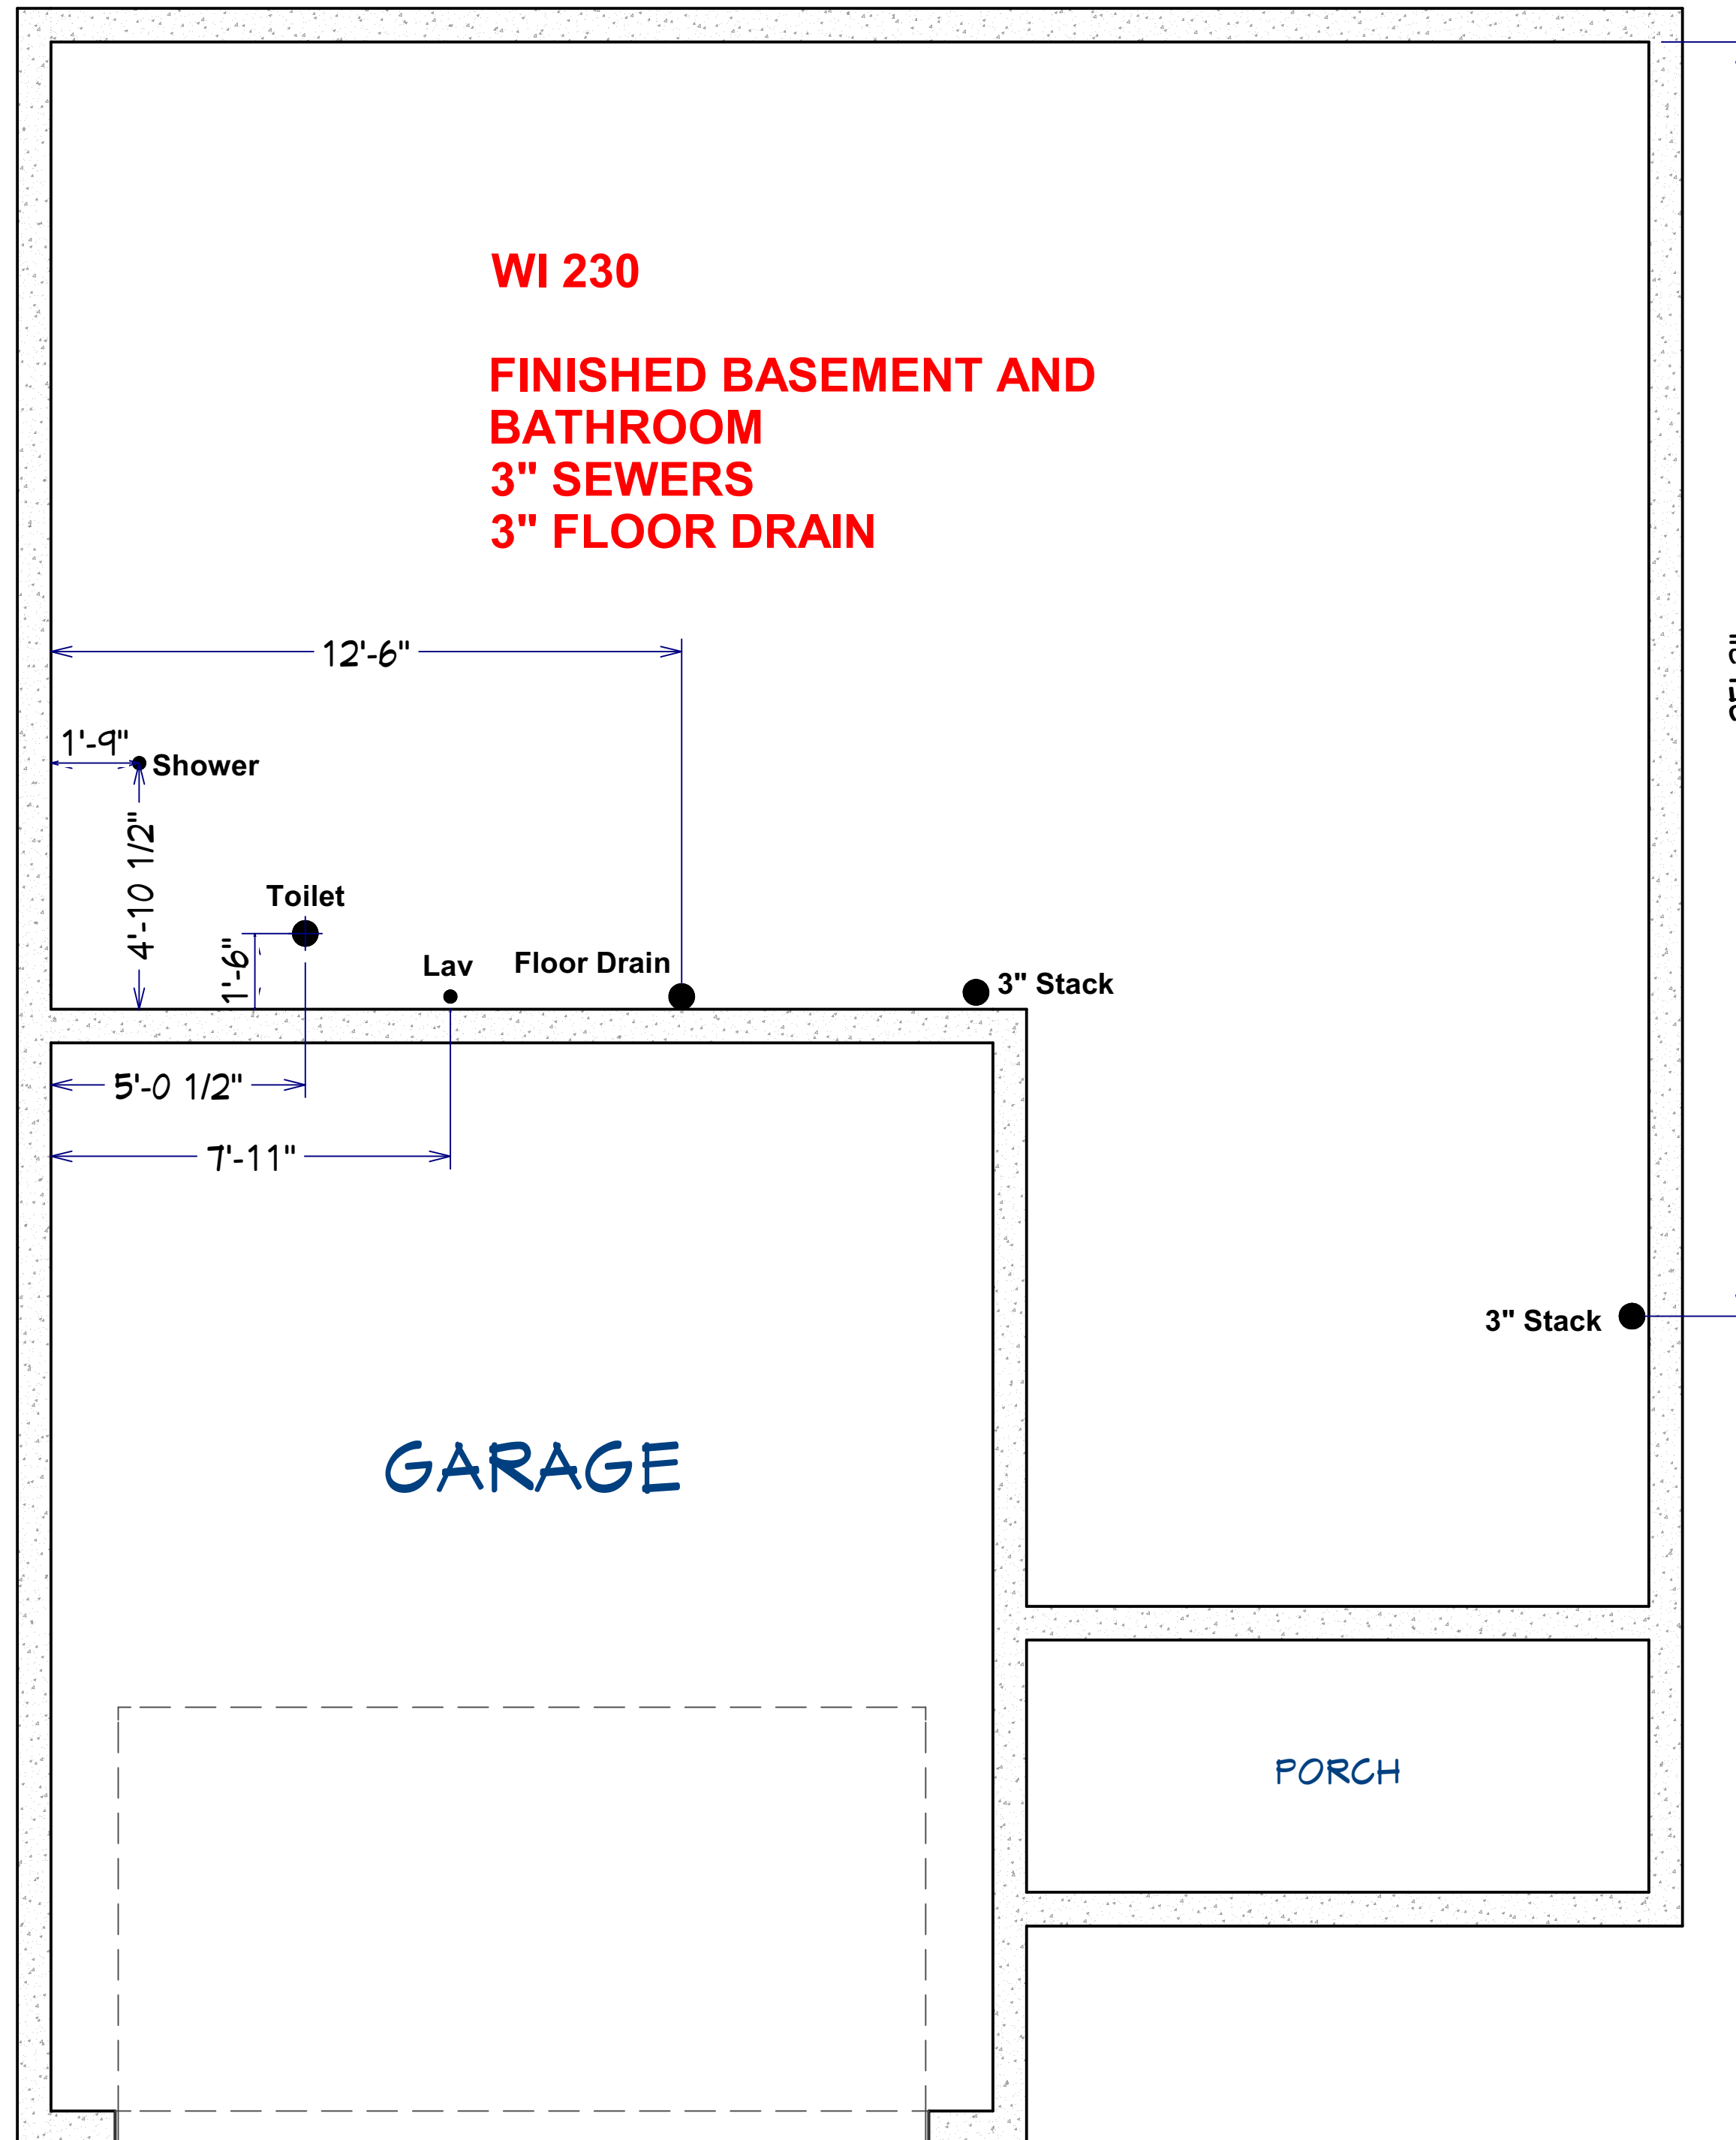 WI 230
FINISHED BASEMENT AND
BATHROOM
3" SEWERS
3" FLOOR DRAIN
12'-6"
1'-9"
Shower
4'-10 1/2"
Toilet
1'-6"
Lav
Floor Drain
3" Stack
5'-0 1/2"
7'-11"
3" Stack
GARAGE
PORCH